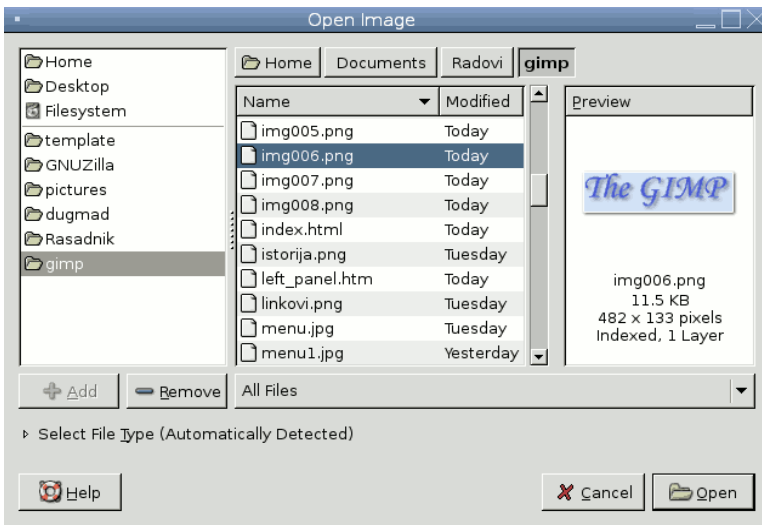 Open Image
Home
Desktop
Filesystem
template
GNUZilla
pictures
dugmad
Rasadnik
gimp
Home Documents Radovi gimp
Name Modified
img005.png Today
img006.png Today
img007.png Today
img008.png Today
index.html Today
istorija.png Tuesday
left_panel.htm Today
linkovi.png Tuesday
menu.jpg Tuesday
menu1.jpg Yesterday
Preview
The GIMP
img006.png
11.5 KB
482 x 133 pixels
Indexed, 1 Layer
Add Remove All Files
Select File Type (Automatically Detected)
Help Cancel Open